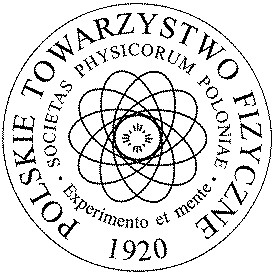 POLSKIE TOWARZYSTWO FIZYCZNE
· SOCIETAS PHYSICORUM POLONIAE ·
Experimento et mente
1920